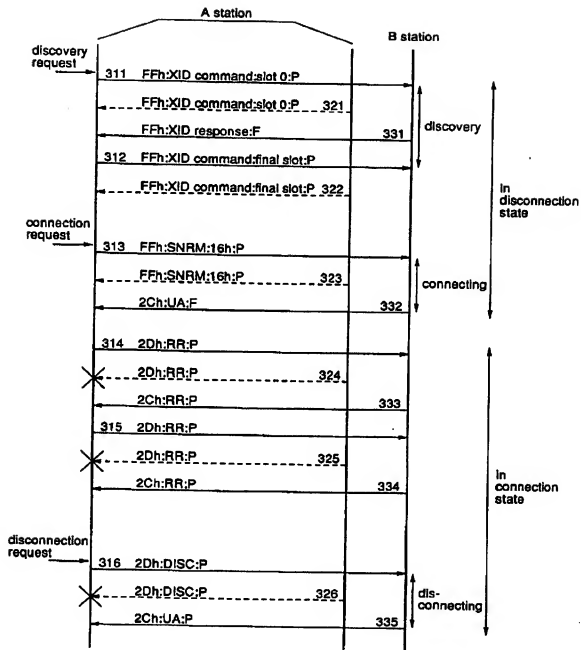 A station
B station
discovery
request
311 FFh:XID command:slot 0:P
FFh:XID command:slot 0:P 321
FFh:XID response:F 331
discovery
312 FFh:XID command:final slot:P
FFh:XID command:final slot:P 322
in
disconnection
state
connection
request
313 FFh:SNRM:16h:P
FFh:SNRM:16h:P 323
connecting
2Ch:UA:F 332
314 2Dh:RR:P
2Dh:RR:P 324
2Ch:RR:P 333
315 2Dh:RR:P
2Dh:RR:P 325
2Ch:RR:P 334
in
connection
state
disconnection
request
316 2Dh:DISC:P
2Dh:DISC:P 326
dis-
connecting
2Ch:UA:P 335